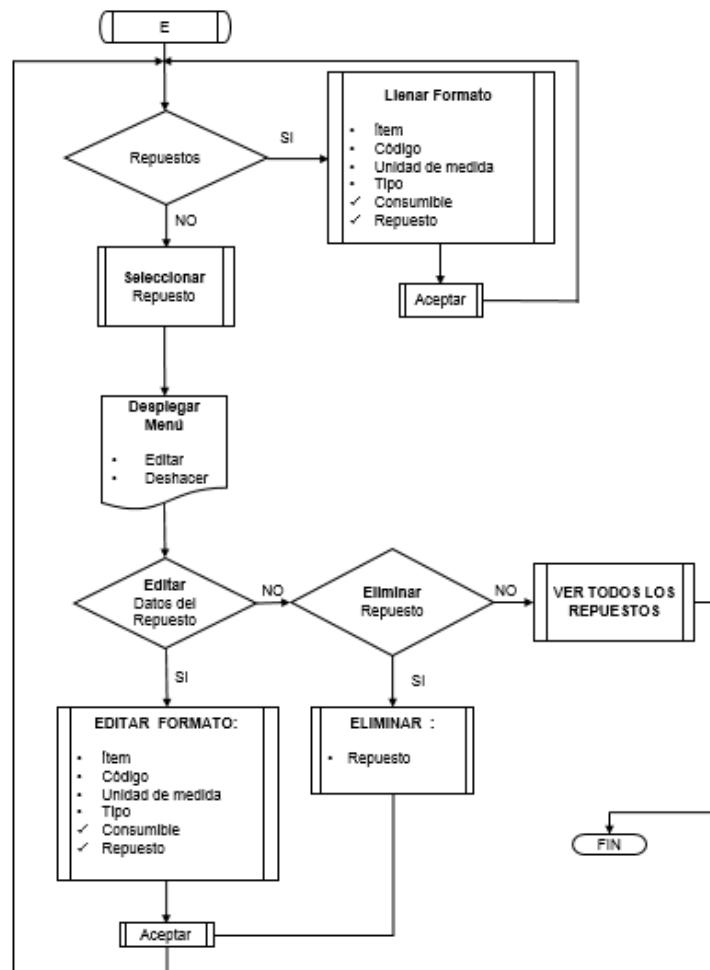 E
Llenar Formato
▪ Ítem
▪ Código
▪ Unidad de medida
▪ Tipo
✓ Consumible
✓ Repuesto
Repuestos
SI
NO
Aceptar
Seleccionar
Repuesto
Desplegar
Menú
▪ Editar
▪ Deshacer
Editar
Datos del
Repuesto
NO
Eliminar
Repuesto
NO
VER TODOS LOS
REPUESTOS
SI
SI
EDITAR FORMATO:
▪ Ítem
▪ Código
▪ Unidad de medida
▪ Tipo
✓ Consumible
✓ Repuesto
ELIMINAR :
▪ Repuesto
FIN
Aceptar